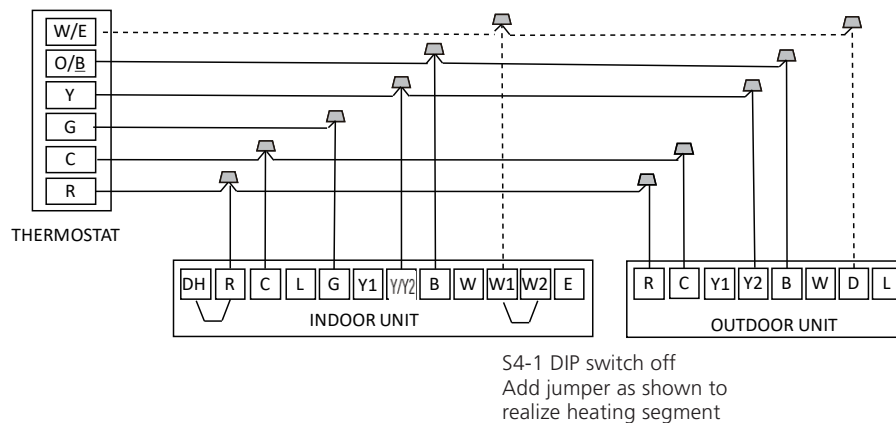 W/E
O/B
Y
G
C
R
THERMOSTAT
DH R C L G Y1 Y/Y2 B W W1 W2 E
INDOOR UNIT
R C Y1 Y2 B W D L
OUTDOOR UNIT
S4-1 DIP switch off
Add jumper as shown to
realize heating segment